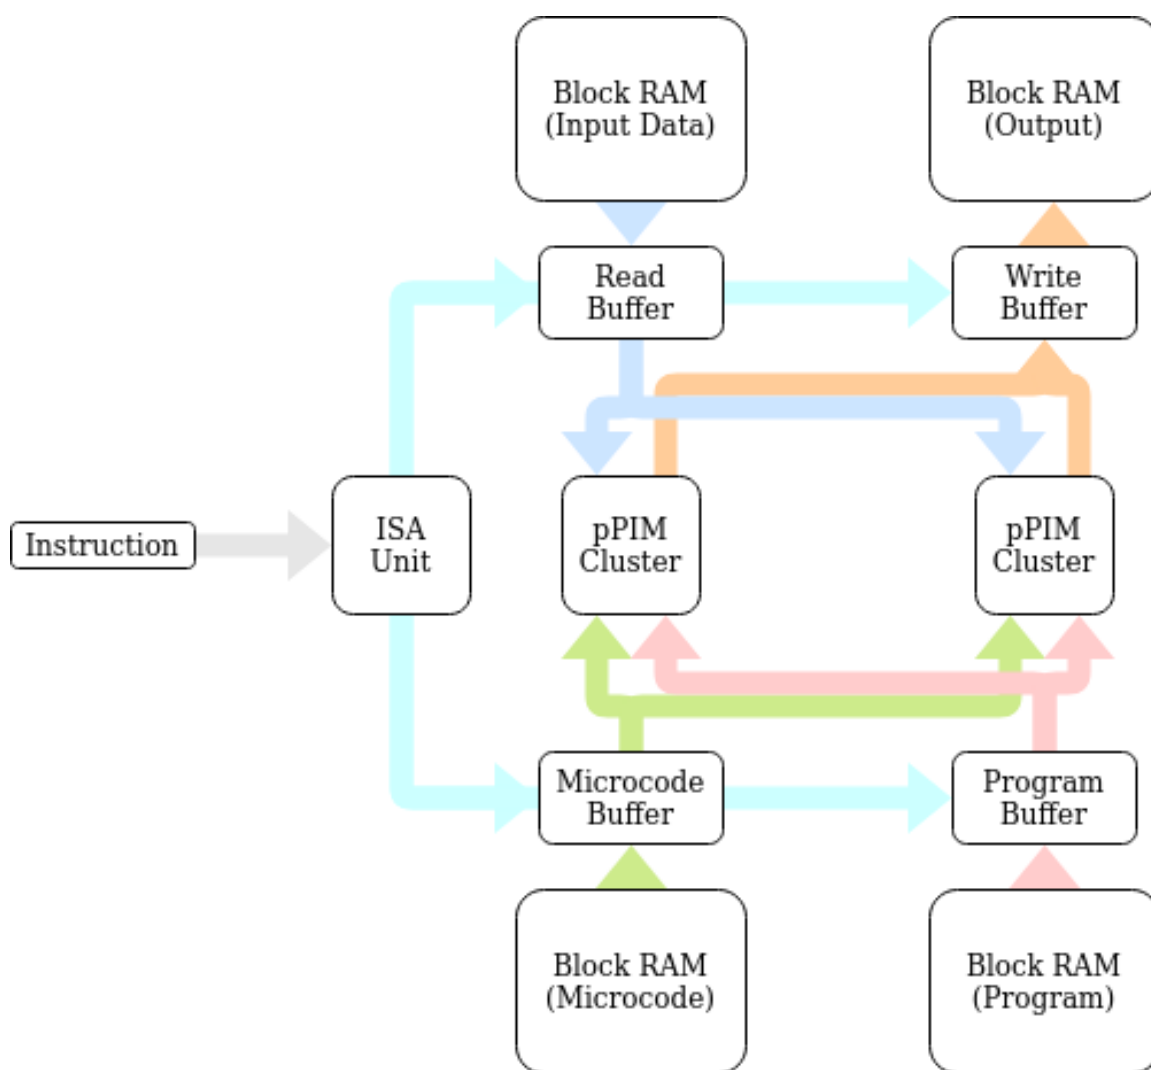 Block RAM
(Input Data)
Block RAM
(Output)
Read
Buffer
Write
Buffer
Instruction
ISA
Unit
pPIM
Cluster
pPIM
Cluster
Microcode
Buffer
Program
Buffer
Block RAM
(Microcode)
Block RAM
(Program)